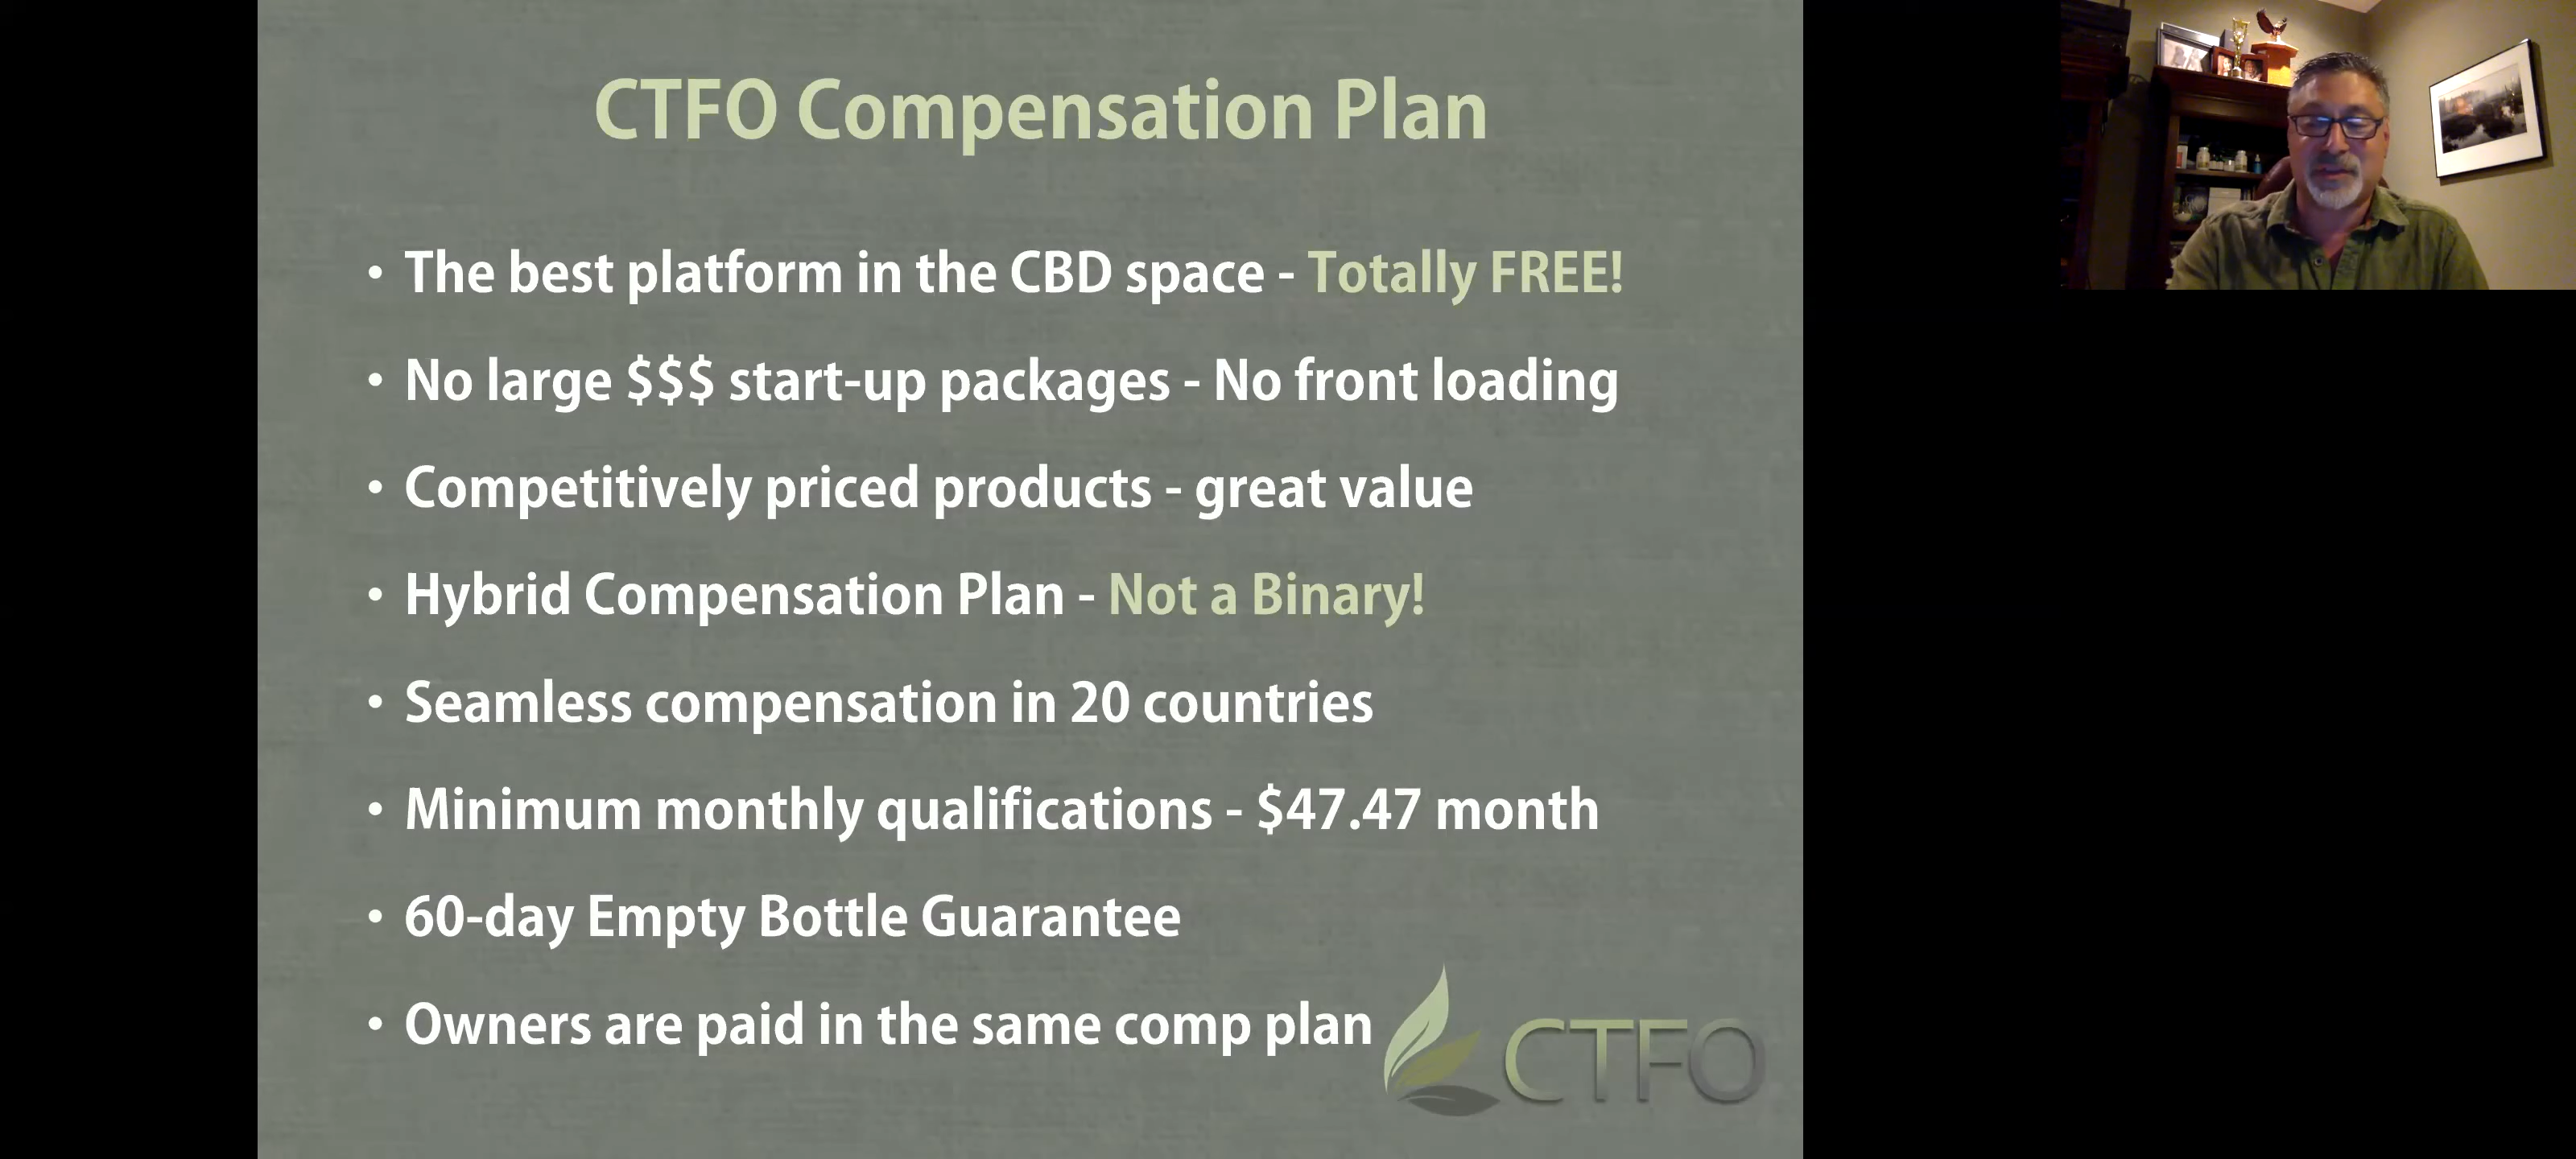 CTFO Compensation Plan
• The best platform in the CBD space - Totally FREE!
• No large $$$ start-up packages - No front loading
• Competitively priced products - great value
• Hybrid Compensation Plan - Not a Binary!
• Seamless compensation in 20 countries
• Minimum monthly qualifications - $47.47 month
• 60-day Empty Bottle Guarantee
• Owners are paid in the same comp plan
CTFO